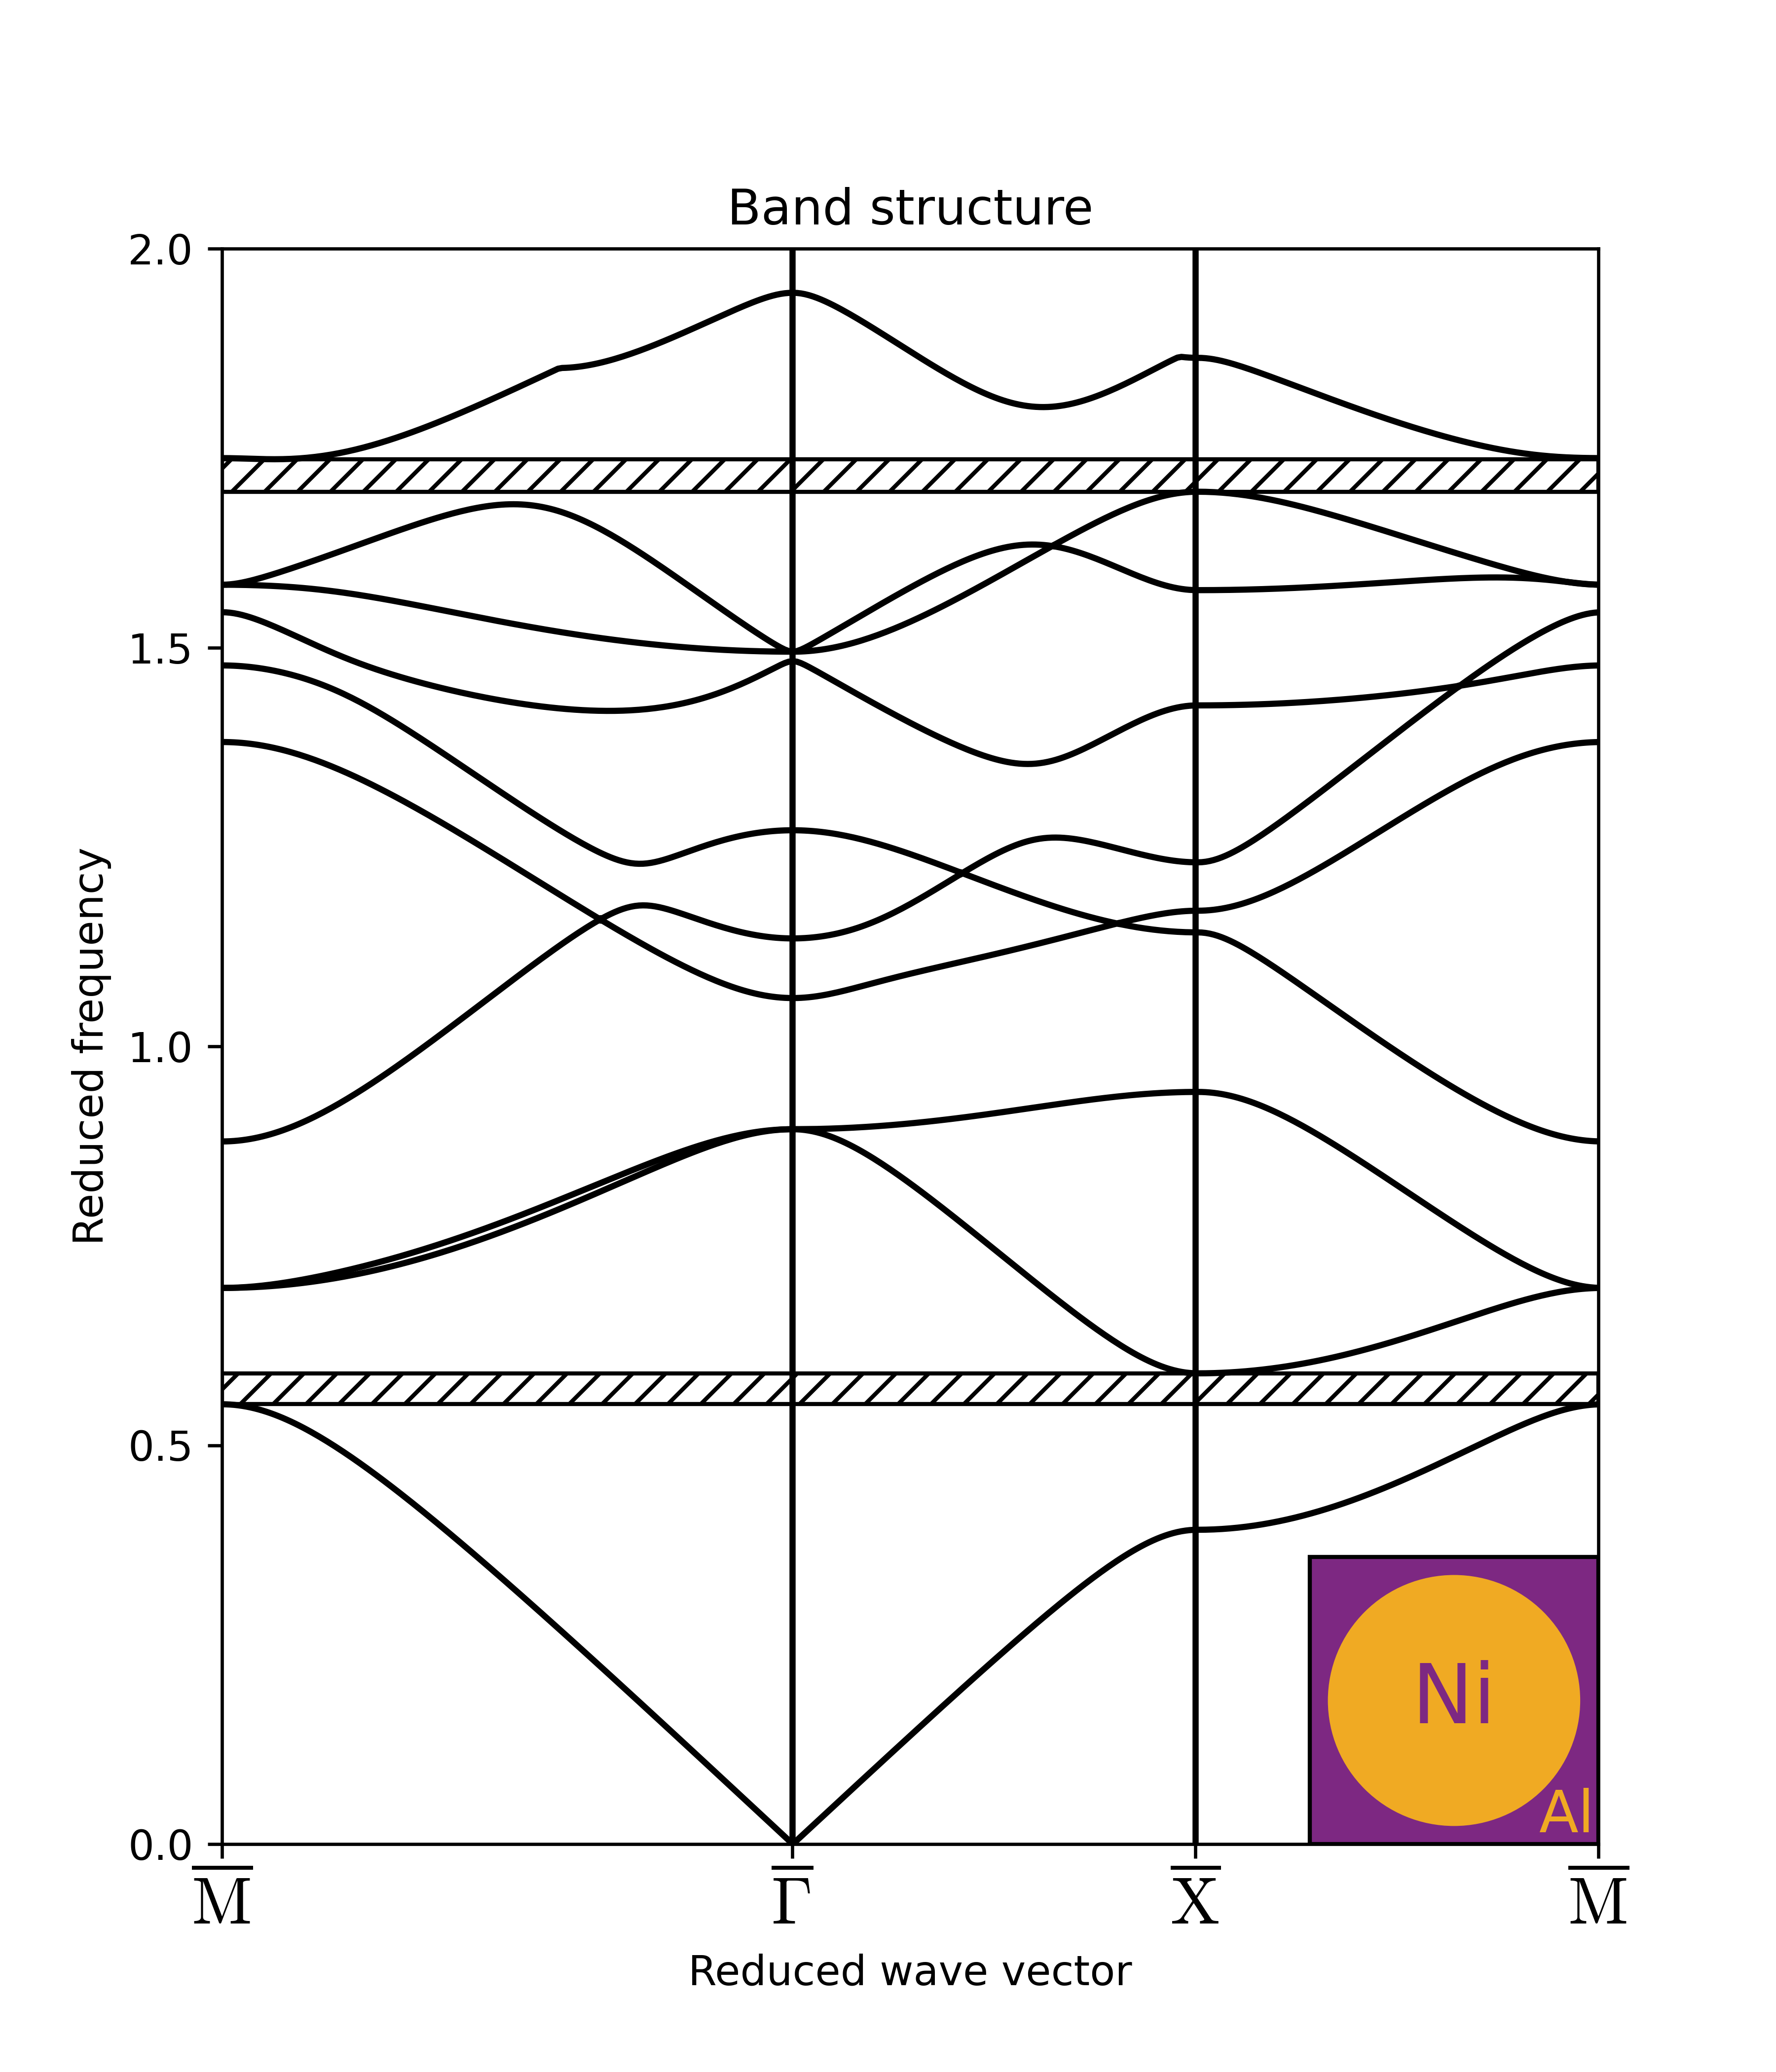 Band structure
2.0
1.5
1.0
0.5
0.0
Reduced frequency
Ni
Al
M̅ Γ̅ X̅ M̅
Reduced wave vector